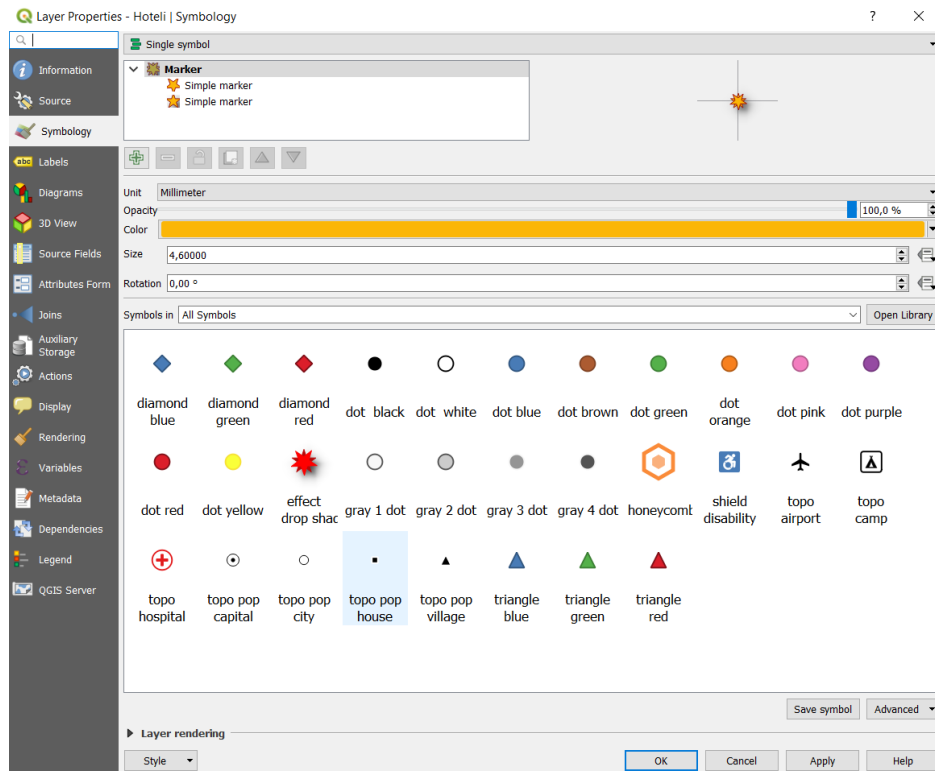 Layer Properties - Hoteli | Symbology
?
Single symbol
Information
Source
Symbology
Labels
Diagrams
3D View
Source Fields
Attributes Form
Joins
Auxiliary
Storage
Actions
Display
Rendering
Variables
Metadata
Dependencies
Legend
QGIS Server
abc
Marker
Simple marker
Simple marker
Unit Millimeter
Opacity 100,0 %
Color
Size 4,60000
Rotation 0,00 °
Symbols in All Symbols Open Library
diamond
blue
diamond
green
diamond
red
dot black
dot white
dot blue
dot brown
dot green
dot
orange
dot pink
dot purple
dot red
dot yellow
effect
drop shac
gray 1 dot
gray 2 dot
gray 3 dot
gray 4 dot
honeycomb
shield
disability
topo
airport
topo
camp
topo
hospital
topo pop
capital
topo pop
city
topo pop
house
topo pop
village
triangle
blue
triangle
green
triangle
red
Save symbol Advanced
Layer rendering
Style OK Cancel Apply Help